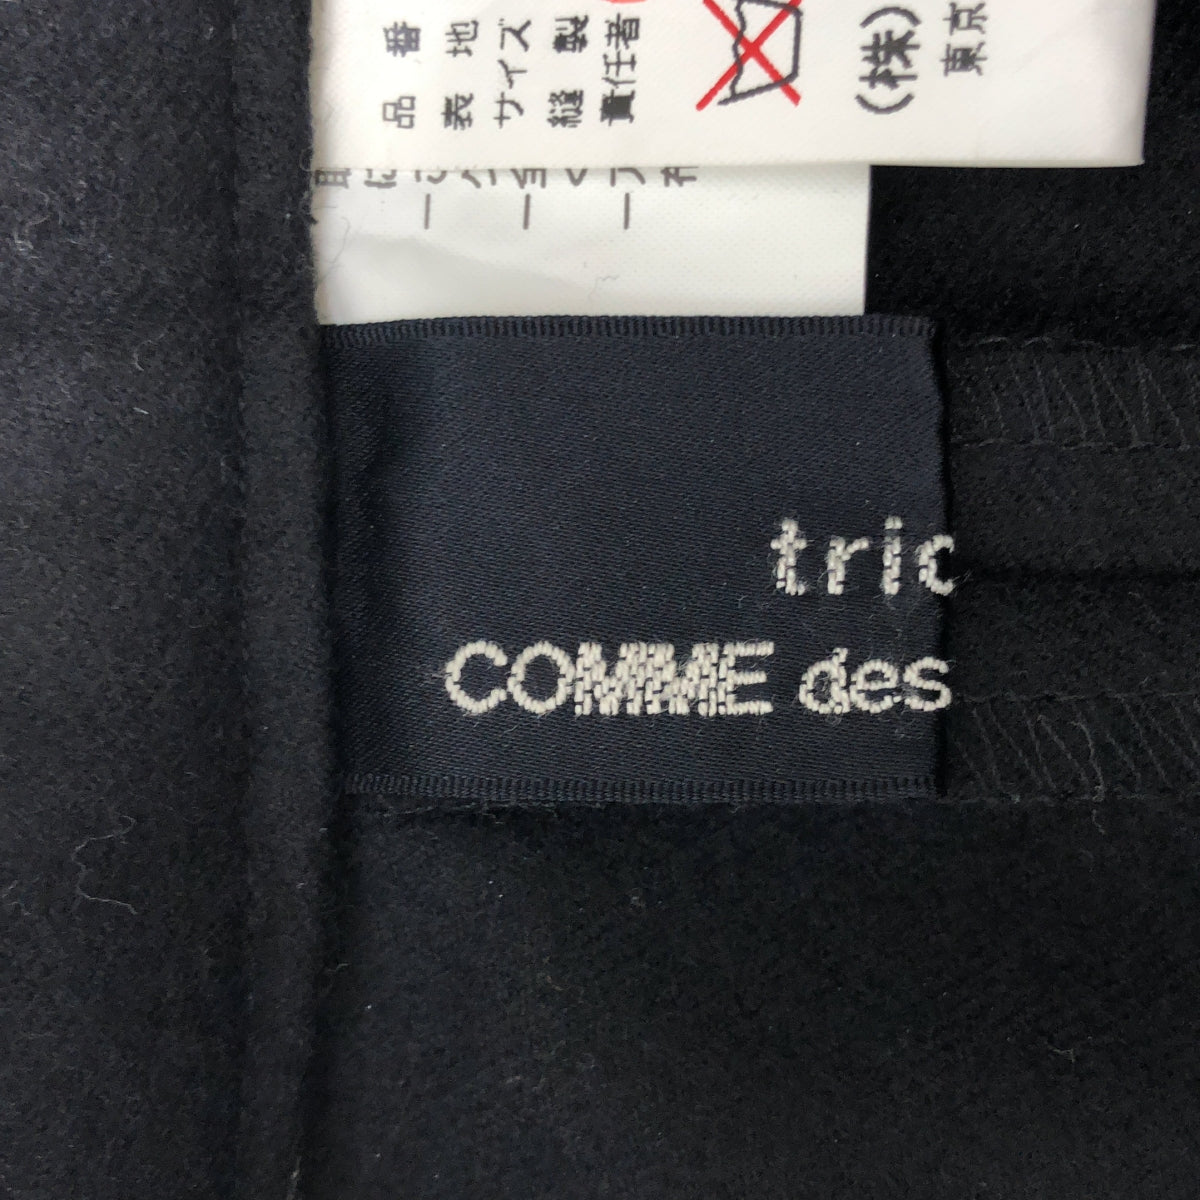 品番
表地
サイズ
縫製
責任者
(株)
東京
tric
COMME des